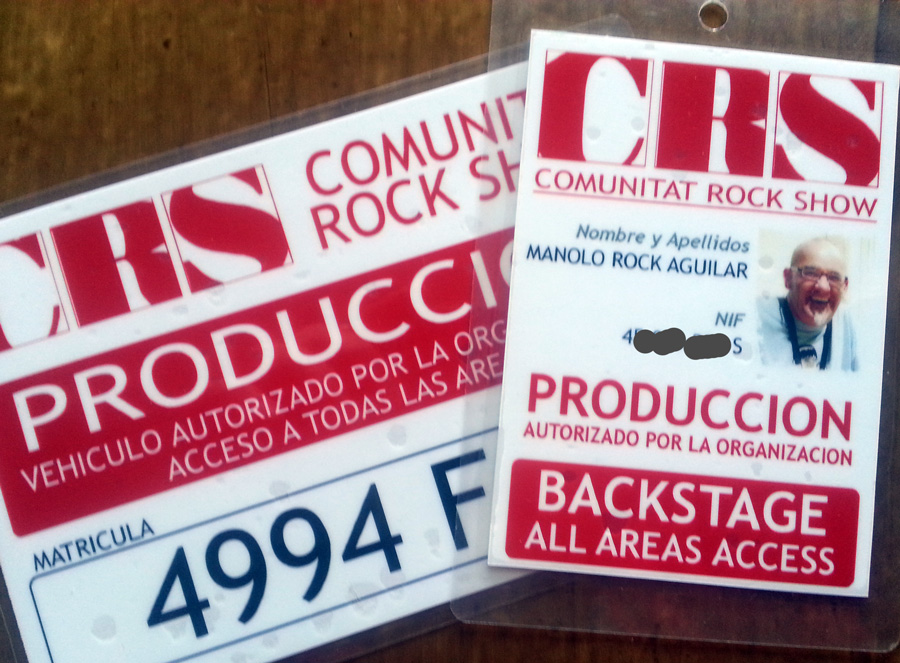 CRS
COMUNIT
ROCK SH
PRODUCCIO
VEHICULO AUTORIZADO POR LA ORG
ACCESO A TODAS LAS ARE
MATRICULA
4994 F
CRS
COMUNITAT ROCK SHOW
Nombre y Apellidos
MANOLO ROCK AGUILAR
NIF
4 S
PRODUCCION
AUTORIZADO POR LA ORGANIZACION
BACKSTAGE
ALL AREAS ACCESS